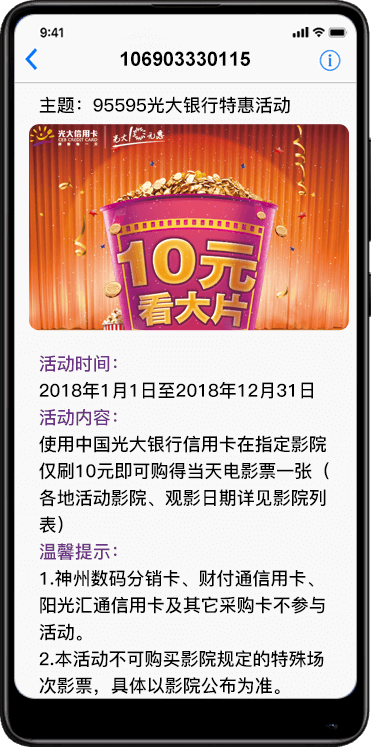 9:41
106903330115
主题：95595光大银行特惠活动
光大信用卡
CEB CREDIT CARD
10元
看大片
活动时间：
2018年1月1日至2018年12月31日
活动内容：
使用中国光大银行信用卡在指定影院
仅刷10元即可购得当天电影票一张（
各地活动影院、观影日期详见影院列
表）
温馨提示：
1.神州数码分销卡、财付通信用卡、
阳光汇通信用卡及其它采购卡不参与
活动。
2.本活动不可购买影院规定的特殊场
次影票，具体以影院公布为准。